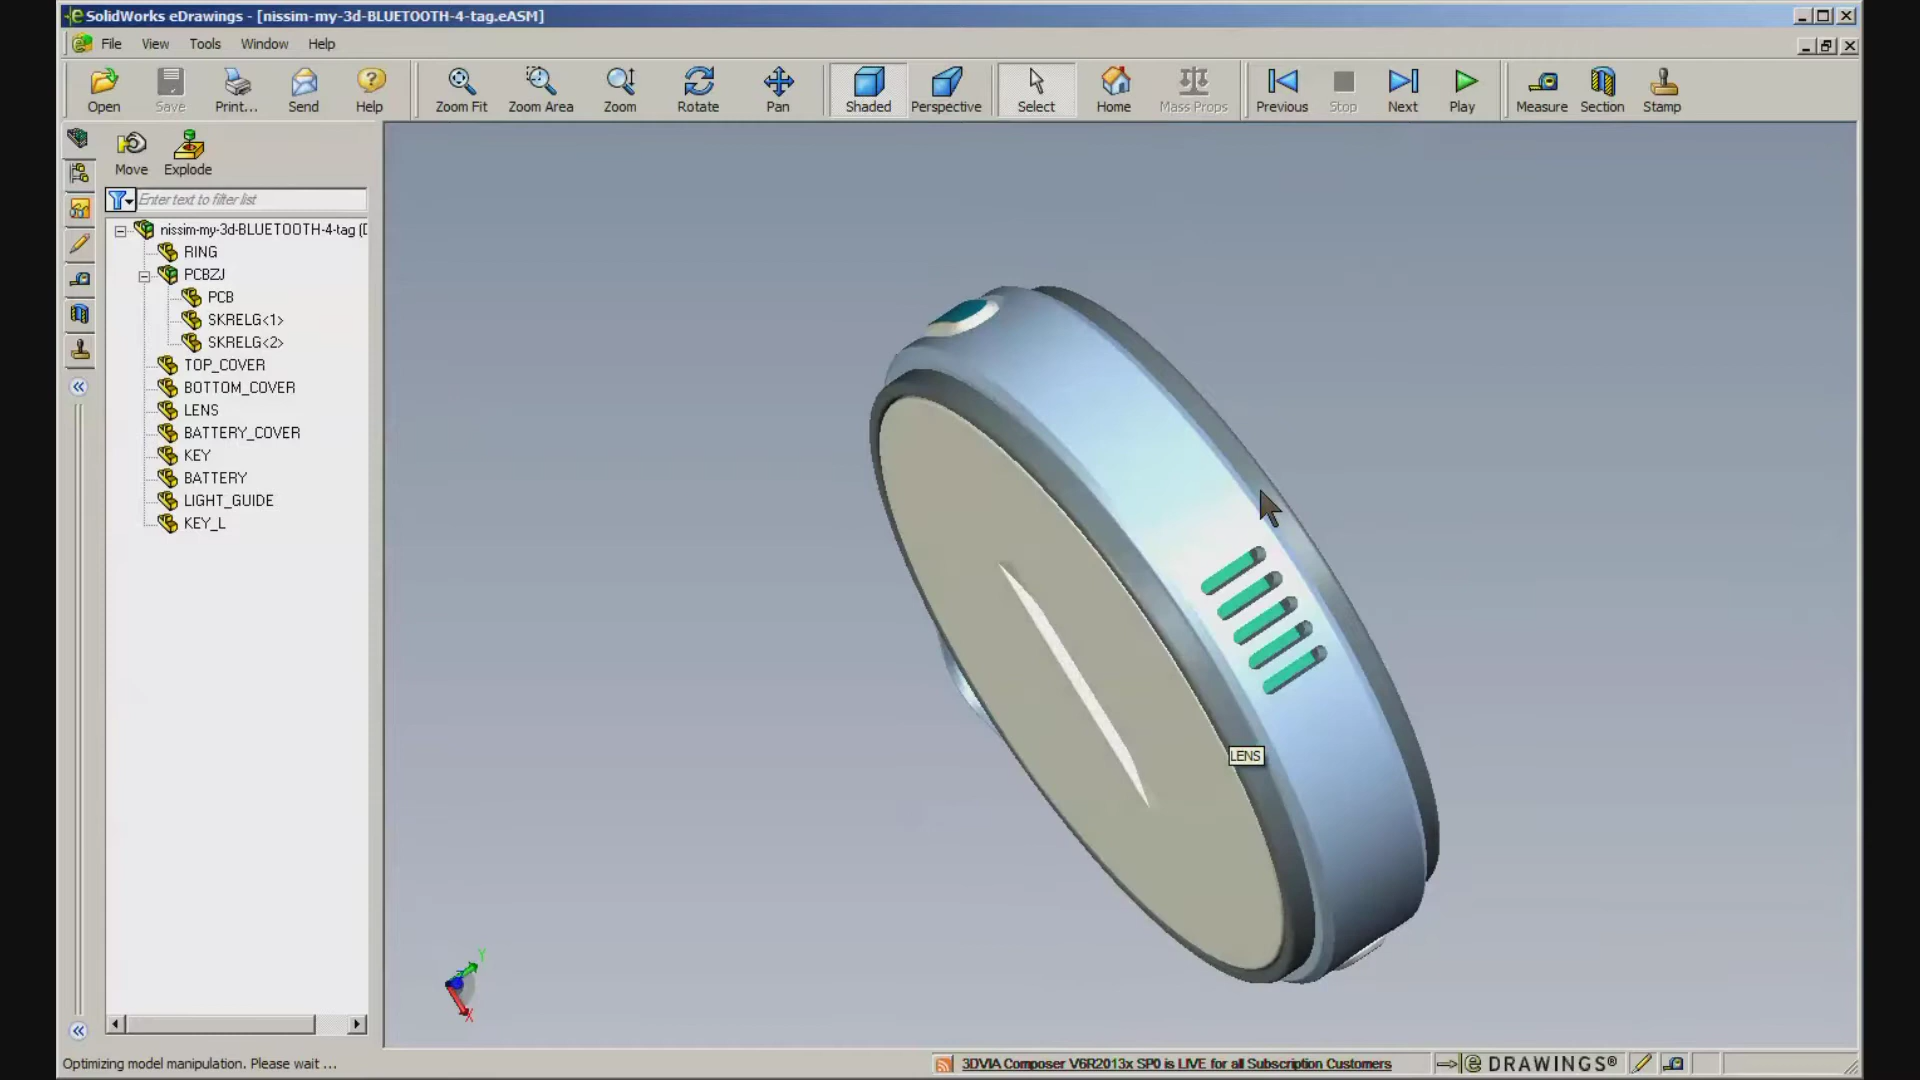 SolidWorks eDrawings - [nissim-my-3d-BLUETOOTH-4-tag.eASM]
File View Tools Window Help
Open Save Print... Send Help Zoom Fit Zoom Area Zoom Rotate Pan Shaded Perspective Select Home Mass Props Previous Stop Next Play Measure Section Stamp
Move Explode
Enter text to filter list
nissim-my-3d-BLUETOOTH-4-tag (D
RING
PCBZJ
PCB
SKRELG<1>
SKRELG<2>
TOP_COVER
BOTTOM_COVER
LENS
BATTERY_COVER
KEY
BATTERY
LIGHT_GUIDE
KEY_L
LENS
Y
X
Optimizing model manipulation. Please wait ...
3DVIA Composer V6R2013x SP0 is LIVE for all Subscription Customers
e DRAWINGS®